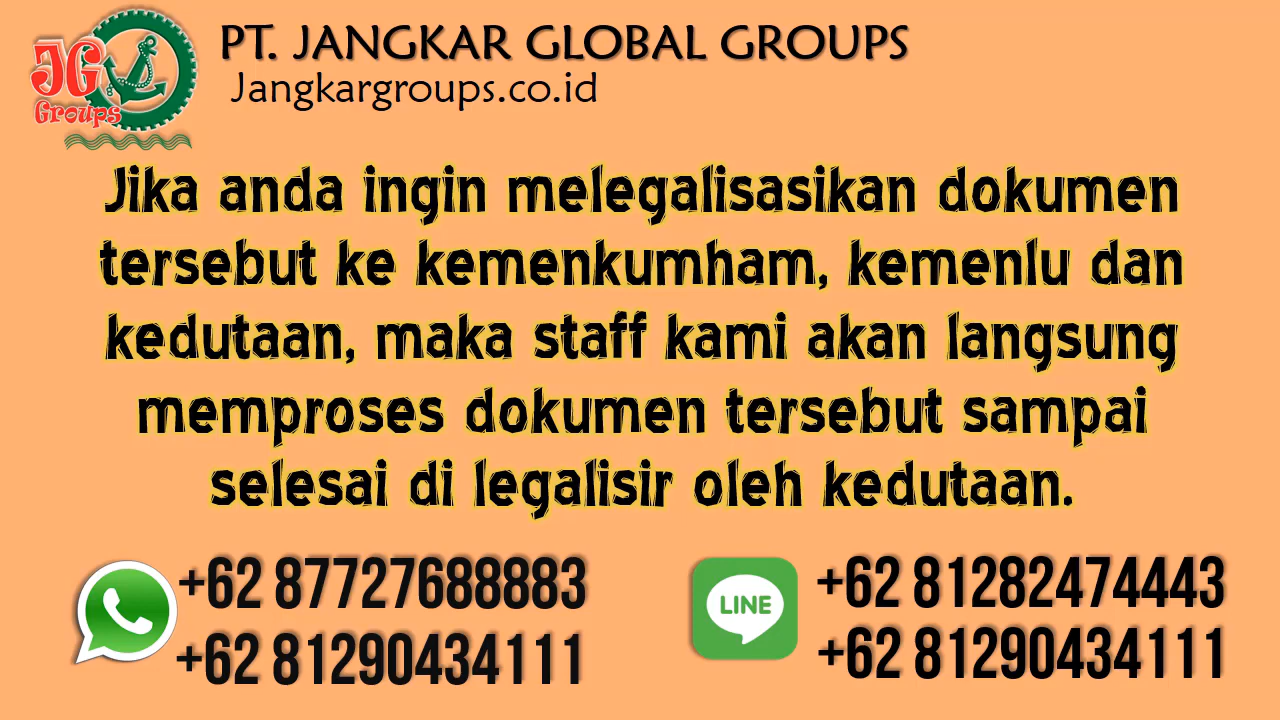 JG
Groups
PT. JANGKAR GLOBAL GROUPS
Jangkargroups.co.id
Jika anda ingin melegalisasikan dokumen
tersebut ke kemenkumham, kemenlu dan
kedutaan, maka staff kami akan langsung
memproses dokumen tersebut sampai
selesai di legalisir oleh kedutaan.
+62 87727688883
+62 81290434111
LINE
+62 81282474443
+62 81290434111